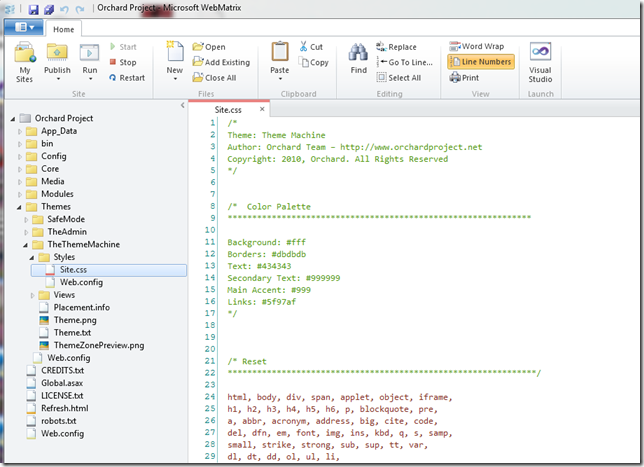 Orchard Project - Microsoft WebMatrix
Home
My Sites
Publish
Run
Start
Stop
Restart
Site
New
Open
Add Existing
Close All
Files
Paste
Cut
Copy
Clipboard
Find
Replace
Go To Line...
Select All
Editing
Word Wrap
Line Numbers
Print
View
Visual Studio
Launch
Orchard Project
App_Data
bin
Config
Core
Media
Modules
Themes
SafeMode
TheAdmin
TheThemeMachine
Styles
Site.css
Web.config
Views
Placement.info
Theme.png
Theme.txt
ThemeZonePreview.png
Web.config
CREDITS.txt
Global.asax
LICENSE.txt
Refresh.html
robots.txt
Web.config
Site.css ×
1 /*
2 Theme: Theme Machine
3 Author: Orchard Team – http://www.orchardproject.net
4 Copyright: 2010, Orchard. All Rights Reserved
5 */
6
7
8 /* Color Palette
9 **************************************************************
10
11 Background: #fff
12 Borders: #dbdbdb
13 Text: #434343
14 Secondary Text: #999999
15 Main Accent: #999
16 Links: #5f97af
17 */
18
19
20
21 /* Reset
22 ***************************************************************/
23
24 html, body, div, span, applet, object, iframe,
25 h1, h2, h3, h4, h5, h6, p, blockquote, pre,
26 a, abbr, acronym, address, big, cite, code,
27 del, dfn, em, font, img, ins, kbd, q, s, samp,
28 small, strike, strong, sub, sup, tt, var,
29 dl, dt, dd, ol, ul, li,